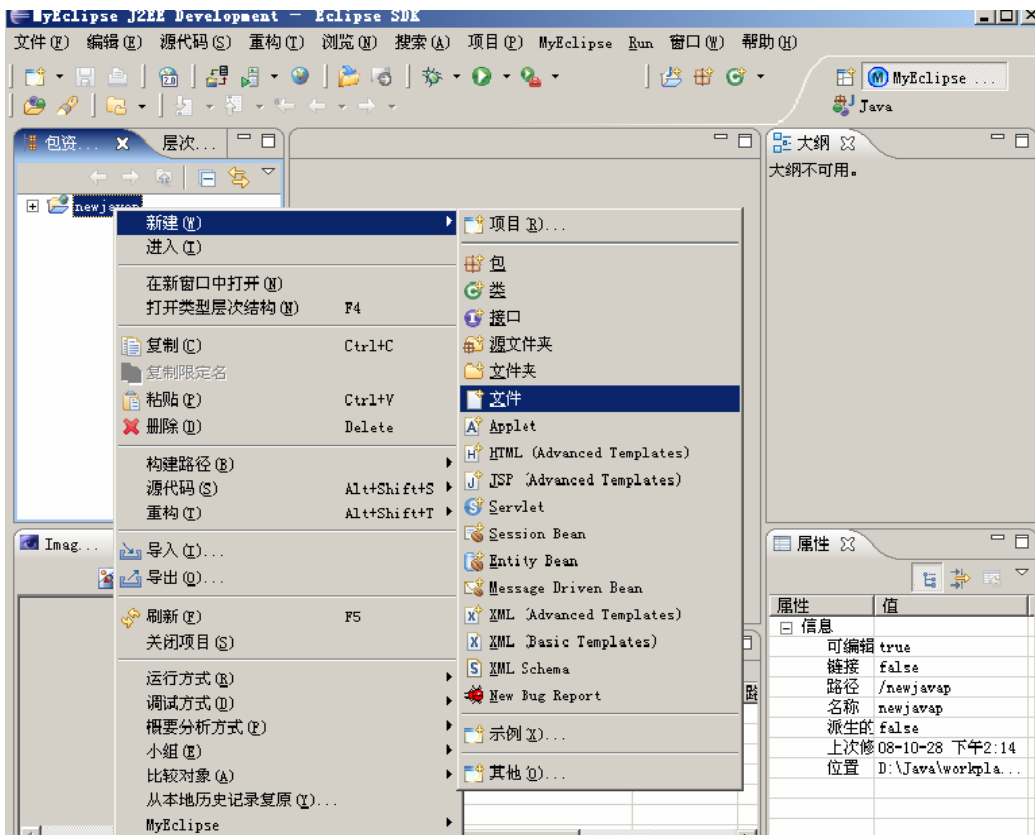 MyEclipse J2EE Development - Eclipse SDK
文件(F) 编辑(E) 源代码(S) 重构(T) 浏览(N) 搜索(A) 项目(P) MyEclipse Run 窗口(W) 帮助(H)
MyEclipse ...
Java
包资... 层次...
大纲
大纲不可用。
newjavap
新建(W)
进入(I)
在新窗口中打开(N)
打开类型层次结构(N) F4
复制(C) Ctrl+C
复制限定名
粘贴(P) Ctrl+V
删除(D) Delete
构建路径(B)
源代码(S) Alt+Shift+S
重构(T) Alt+Shift+T
导入(I)...
导出(O)...
刷新(F) F5
关闭项目(S)
运行方式(R)
调试方式(D)
概要分析方式(P)
小组(E)
比较对象(A)
从本地历史记录复原(Y)...
MyEclipse
项目(R)...
包
类
接口
源文件夹
文件夹
文件
Applet
HTML (Advanced Templates)
JSP (Advanced Templates)
Servlet
Session Bean
Entity Bean
Message Driven Bean
XML (Advanced Templates)
XML (Basic Templates)
XML Schema
New Bug Report
示例(X)...
其他(O)...
Imag...
属性
属性 值
信息
可编辑 true
链接 false
路径 /newjavap
名称 newjavap
派生的 false
上次修 08-10-28 下午2:14
位置 D:\Java\workpla...